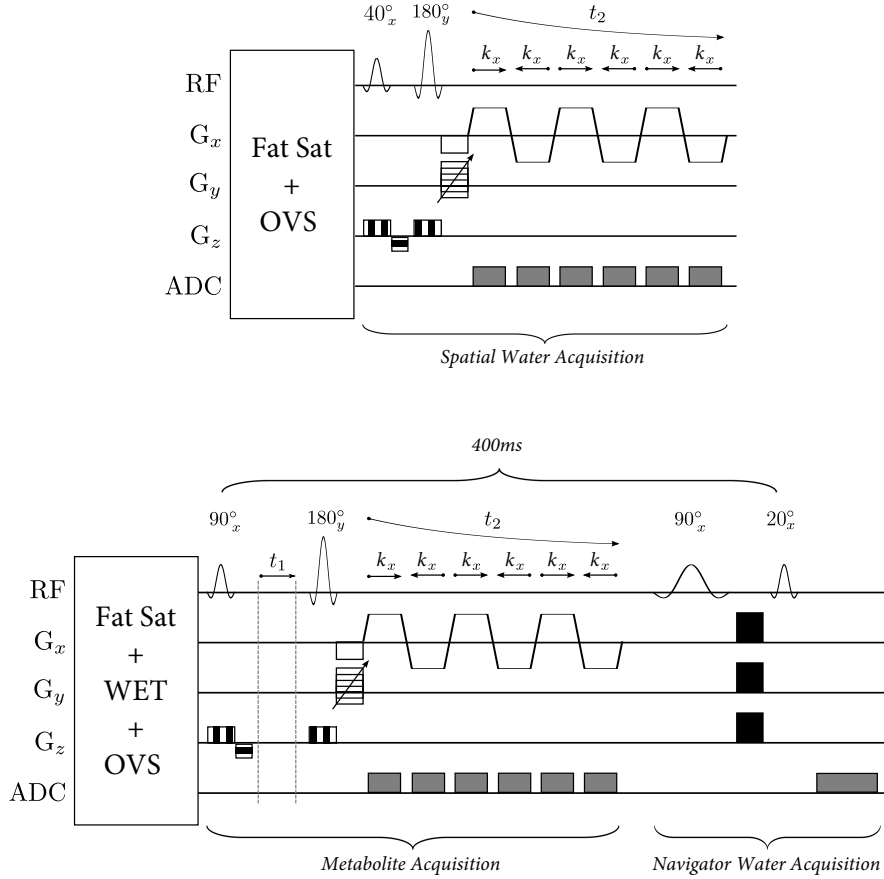 40°x 180°y t2
kx kx kx kx kx kx
RF
Gx
Gy
Gz
ADC
Fat Sat
+
OVS
Spatial Water Acquisition
400ms
90°x 180°y t2 90°x 20°x
t1 kx kx kx kx kx kx
RF
Gx
Gy
Gz
ADC
Fat Sat
+
WET
+
OVS
Metabolite Acquisition
Navigator Water Acquisition